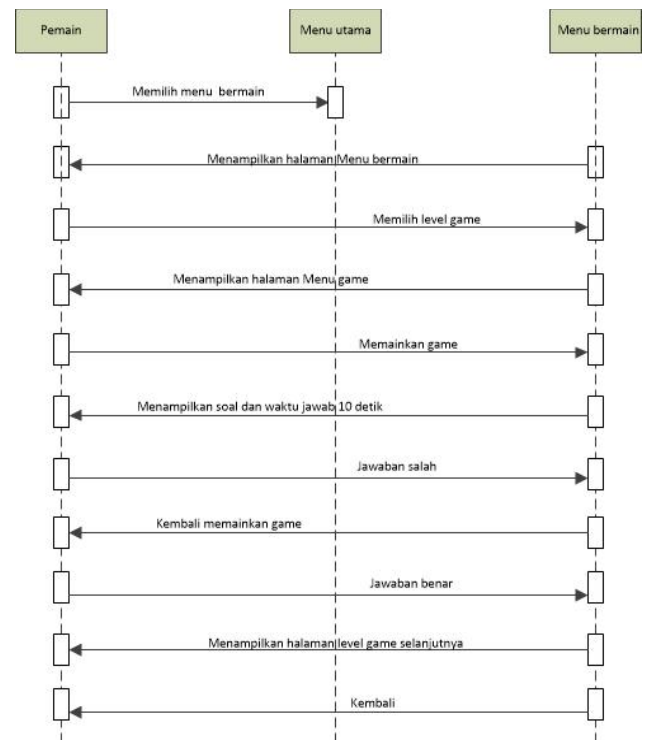 Pemain
Menu utama
Menu bermain
Memilih menu bermain
Menampilkan halaman Menu bermain
Memilih level game
Menampilkan halaman Menu game
Memainkan game
Menampilkan soal dan waktu jawab 10 detik
Jawaban salah
Kembali memainkan game
Jawaban benar
Menampilkan halaman level game selanjutnya
Kembali